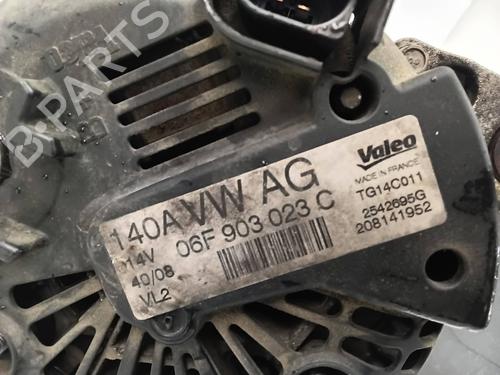 B-PARTS
140A VW AG
14V 06F 903 023 C
40/08
VL2
Valeo
MADE IN FRANCE
TG14C011
2542695G
208141952